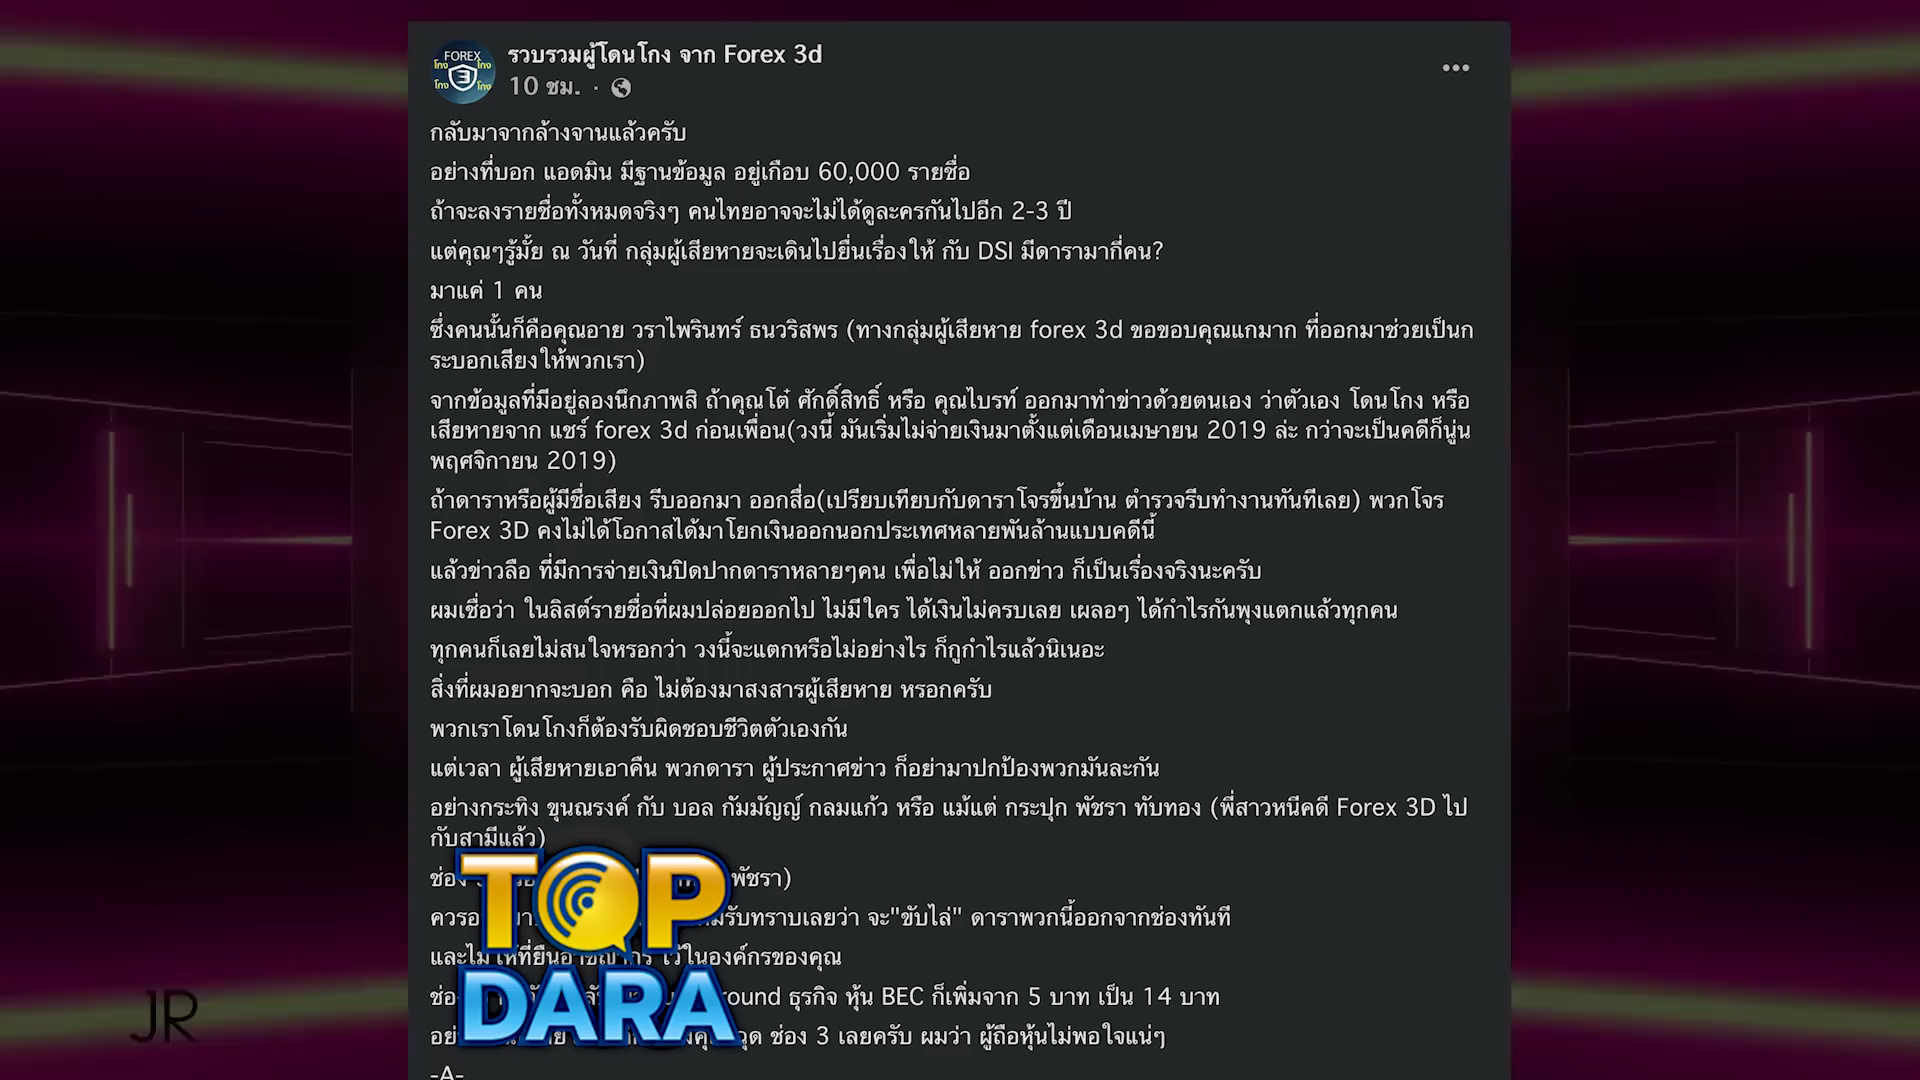 FOREX
โกง
โกง
3
โกง
โกง
รวบรวมผู้โดนโกง จาก Forex 3d
10 ชม. ·
กลับมาจากล้างจานแล้วครับ
อย่างที่บอก แอดมิน มีฐานข้อมูล อยู่เกือบ 60,000 รายชื่อ
ถ้าจะลงรายชื่อทั้งหมดจริงๆ คนไทยอาจจะไม่ได้ดูละครกันไปอีก 2-3 ปี
แต่คุณๆรู้มั้ย ณ วันที่ กลุ่มผู้เสียหายจะเดินไปยื่นเรื่องให้ กับ DSI มีดารามากี่คน?
มาแค่ 1 คน
ซึ่งคนนั้นก็คือคุณอาย วราไพรินทร์ ธนวริสพร (ทางกลุ่มผู้เสียหาย forex 3d ขอขอบคุณแกมาก ที่ออกมาช่วยเป็นก
ระบอกเสียงให้พวกเรา)
จากข้อมูลที่มีอยู่ลองนึกภาพสิ ถ้าคุณโต๋ ศักดิ์สิทธิ์ หรือ คุณไบรท์ ออกมาทำข่าวด้วยตนเอง ว่าตัวเอง โดนโกง หรือ
เสียหายจาก แชร์ forex 3d ก่อนเพื่อน(วงนี้ มันเริ่มไม่จ่ายเงินมาตั้งแต่เดือนเมษายน 2019 ล่ะ กว่าจะเป็นคดีก็นู่น
พฤศจิกายน 2019)
ถ้าดาราหรือผู้มีชื่อเสียง รีบออกมา ออกสื่อ(เปรียบเทียบกับดาราโจรขึ้นบ้าน ตำรวจรีบทำงานทันทีเลย) พวกโจร
Forex 3D คงไม่ได้โอกาสได้มาโยกเงินออกนอกประเทศหลายพันล้านแบบคดีนี้
แล้วข่าวลือ ที่มีการจ่ายเงินปิดปากดาราหลายๆคน เพื่อไม่ให้ ออกข่าว ก็เป็นเรื่องจริงนะครับ
ผมเชื่อว่า ในลิสต์รายชื่อที่ผมปล่อยออกไป ไม่มีใคร ได้เงินไม่ครบเลย เผลอๆ ได้กำไรกันพุงแตกแล้วทุกคน
ทุกคนก็เลยไม่สนใจหรอกว่า วงนี้จะแตกหรือไม่อย่างไร ก็กูกำไรแล้วนิเนอะ
สิ่งที่ผมอยากจะบอก คือ ไม่ต้องมาสงสารผู้เสียหาย หรอกครับ
พวกเราโดนโกงก็ต้องรับผิดชอบชีวิตตัวเองกัน
แต่เวลา ผู้เสียหายเอาคืน พวกดารา ผู้ประกาศข่าว ก็อย่ามาปกป้องพวกมันละกัน
อย่างกระทิง ขุนณรงค์ กับ บอล กัมมัญญ์ กลมแก้ว หรือ แม้แต่ กระปุก พัชรา ทับทอง (พี่สาวหนีคดี Forex 3D ไป
กับสามีแล้ว)
ช่อง พัชรา)
ควร รับทราบเลยว่า จะ"ขับไล่" ดาราพวกนี้ออกจากช่องทันที
และไม่ให้ที่ยืน ไว้ในองค์กรของคุณ
ช่อง round ธุรกิจ หุ้น BEC ก็เพิ่มจาก 5 บาท เป็น 14 บาท
ฉุด ช่อง 3 เลยครับ ผมว่า ผู้ถือหุ้นไม่พอใจแน่ๆ
-A-
TOP
DARA
JR